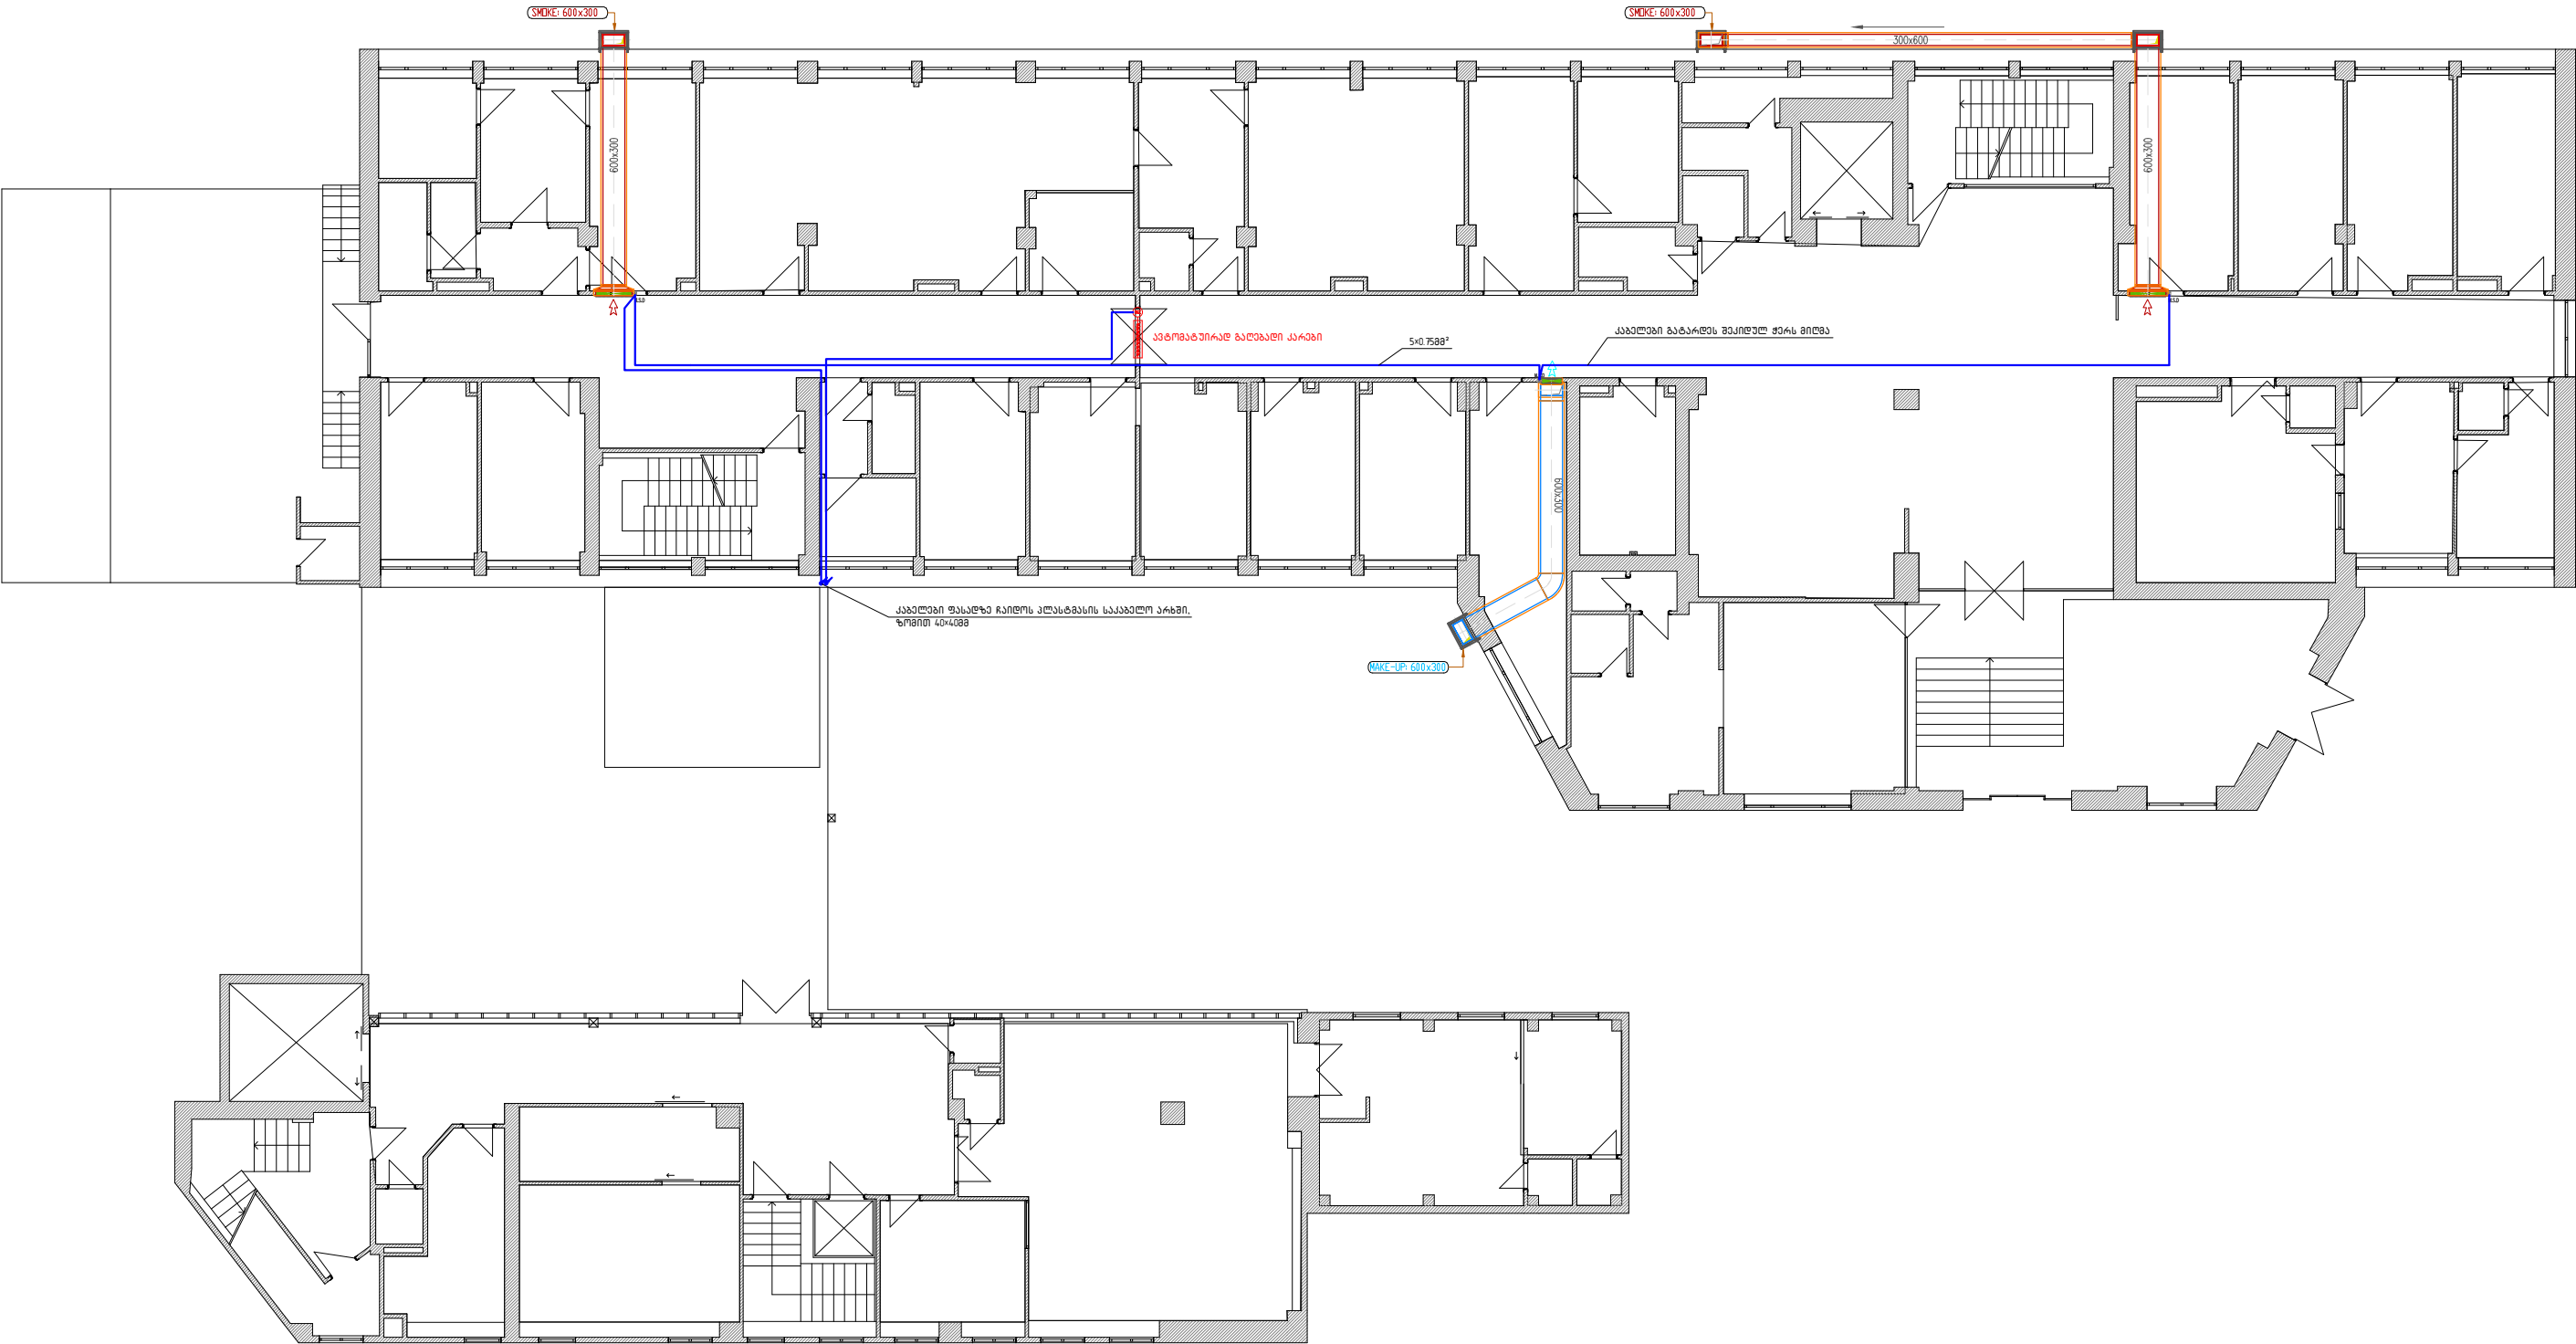 SMOKE: 600x300
SMOKE: 600x300
300x600
600x300
600x300
ავტომატურად გაღებადი კარები
5×0.75მმ²
კაბელები გატარდეს შეკიდულ ჭერს მიღმა
600x300
კაბელები ფასადზე ჩაიდოს პლასტმასის საკაბელო არხში.
ზომით 40×40მმ
MAKE-UP: 600x300